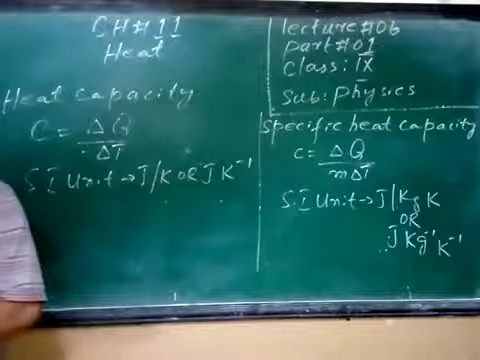 CH # 11
Heat
Heat capacity
C = ΔQ / ΔT
S.I Unit → J/K OR J K⁻¹
lecture # 06
part # 01
Class: IX
Sub: Physics
Specific heat capacity
c = ΔQ / mΔT
S.I Unit → J/Kg K
OR
J Kg⁻¹ K⁻¹